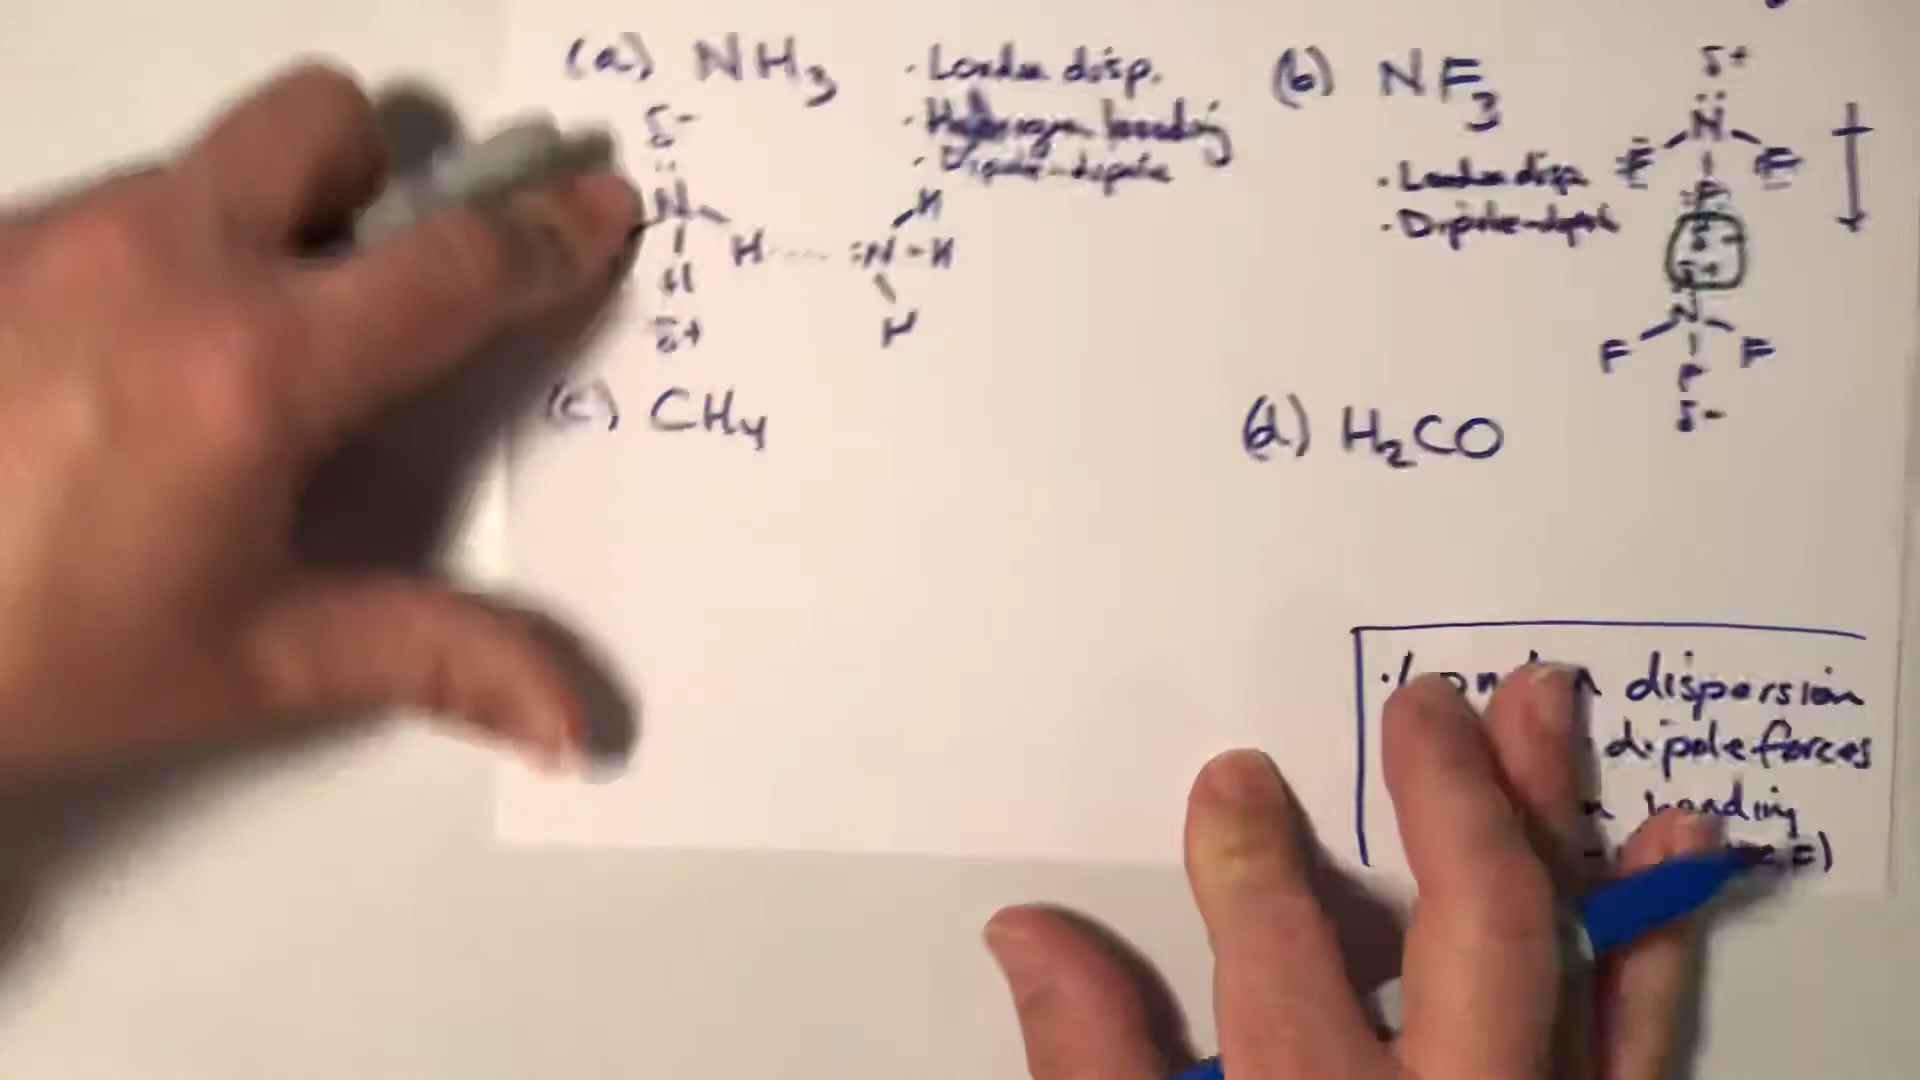 (a) NH3
· London disp.
· Hydrogen bonding
· Dipole-dipole
δ-
N
H ····· :N-H
H
H
H
δ+
(b) NF3
· London disp.
· Dipole-dipole
δ+
N
F F
F
δ-
δ+
N
F F
F
δ-
(c) CH4
(d) H2CO
dispersion
dipole forces
bonding
F)